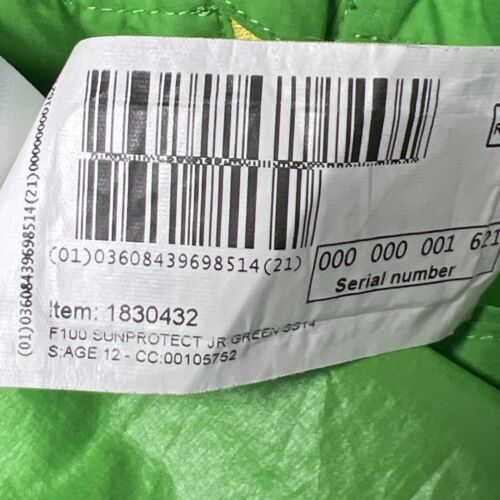 (01)03608439698514(21)
000 000 001 621
Serial number
Item: 1830432
F100 SUNPROTECT JR GREEN SS14
S:AGE 12 - CC:00105752
(01)03608439698514(21)